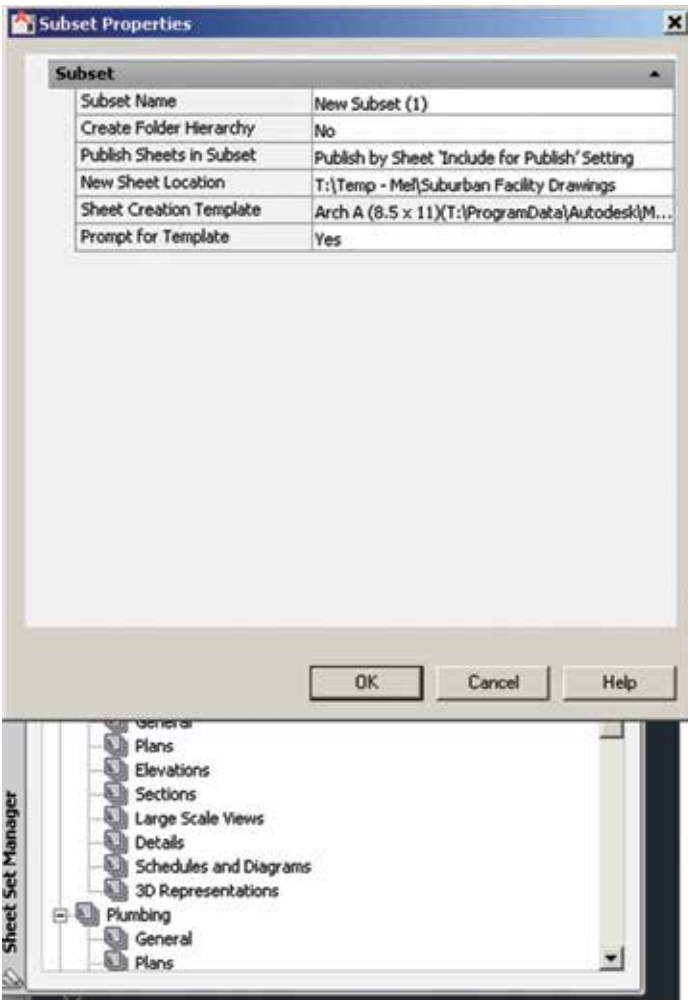 Subset Properties
Subset
Subset Name New Subset (1)
Create Folder Hierarchy No
Publish Sheets in Subset Publish by Sheet 'Include for Publish' Setting
New Sheet Location T:\Temp - Mel\Suburban Facility Drawings
Sheet Creation Template Arch A (8.5 x 11)(T:\ProgramData\Autodesk\M...
Prompt for Template Yes
OK Cancel Help
General
Plans
Elevations
Sections
Large Scale Views
Details
Schedules and Diagrams
3D Representations
Plumbing
General
Plans
Sheet Set Manager